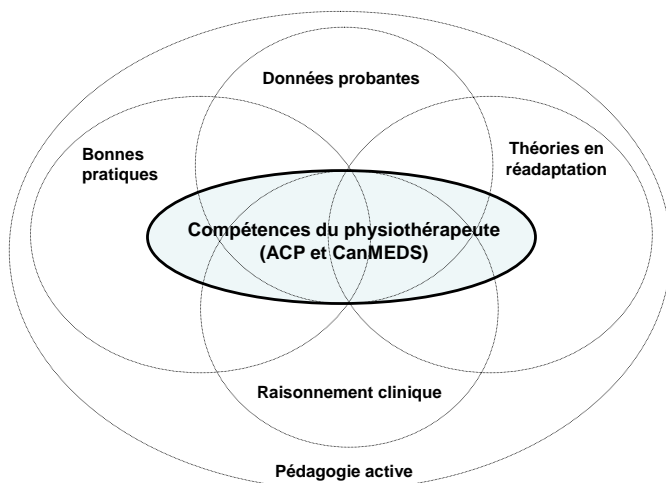 Données probantes
Bonnes
pratiques
Théories en
réadaptation
Compétences du physiothérapeute
(ACP et CanMEDS)
Raisonnement clinique
Pédagogie active